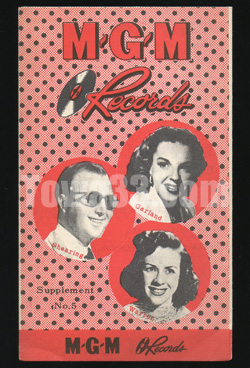 M-G-M
Records
Garland
Shearing
Supplement
No.5
M-G-M Records